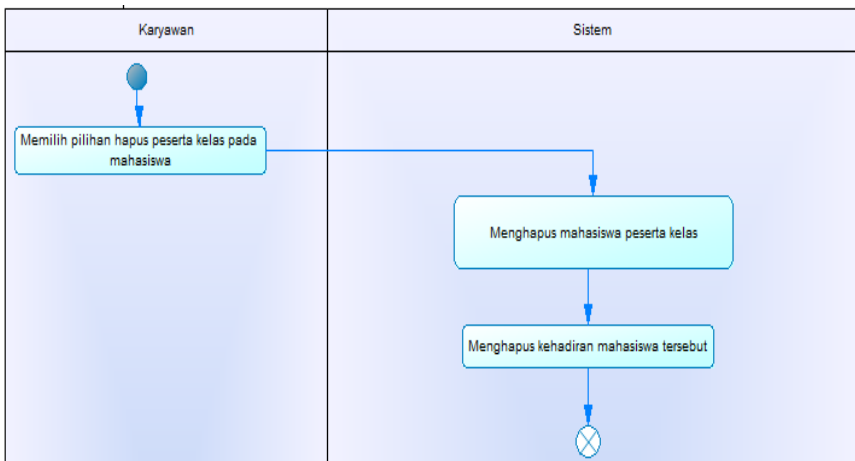 Karyawan
Sistem
Memilih pilihan hapus peserta kelas pada
mahasiswa
Menghapus mahasiswa peserta kelas
Menghapus kehadiran mahasiswa tersebut